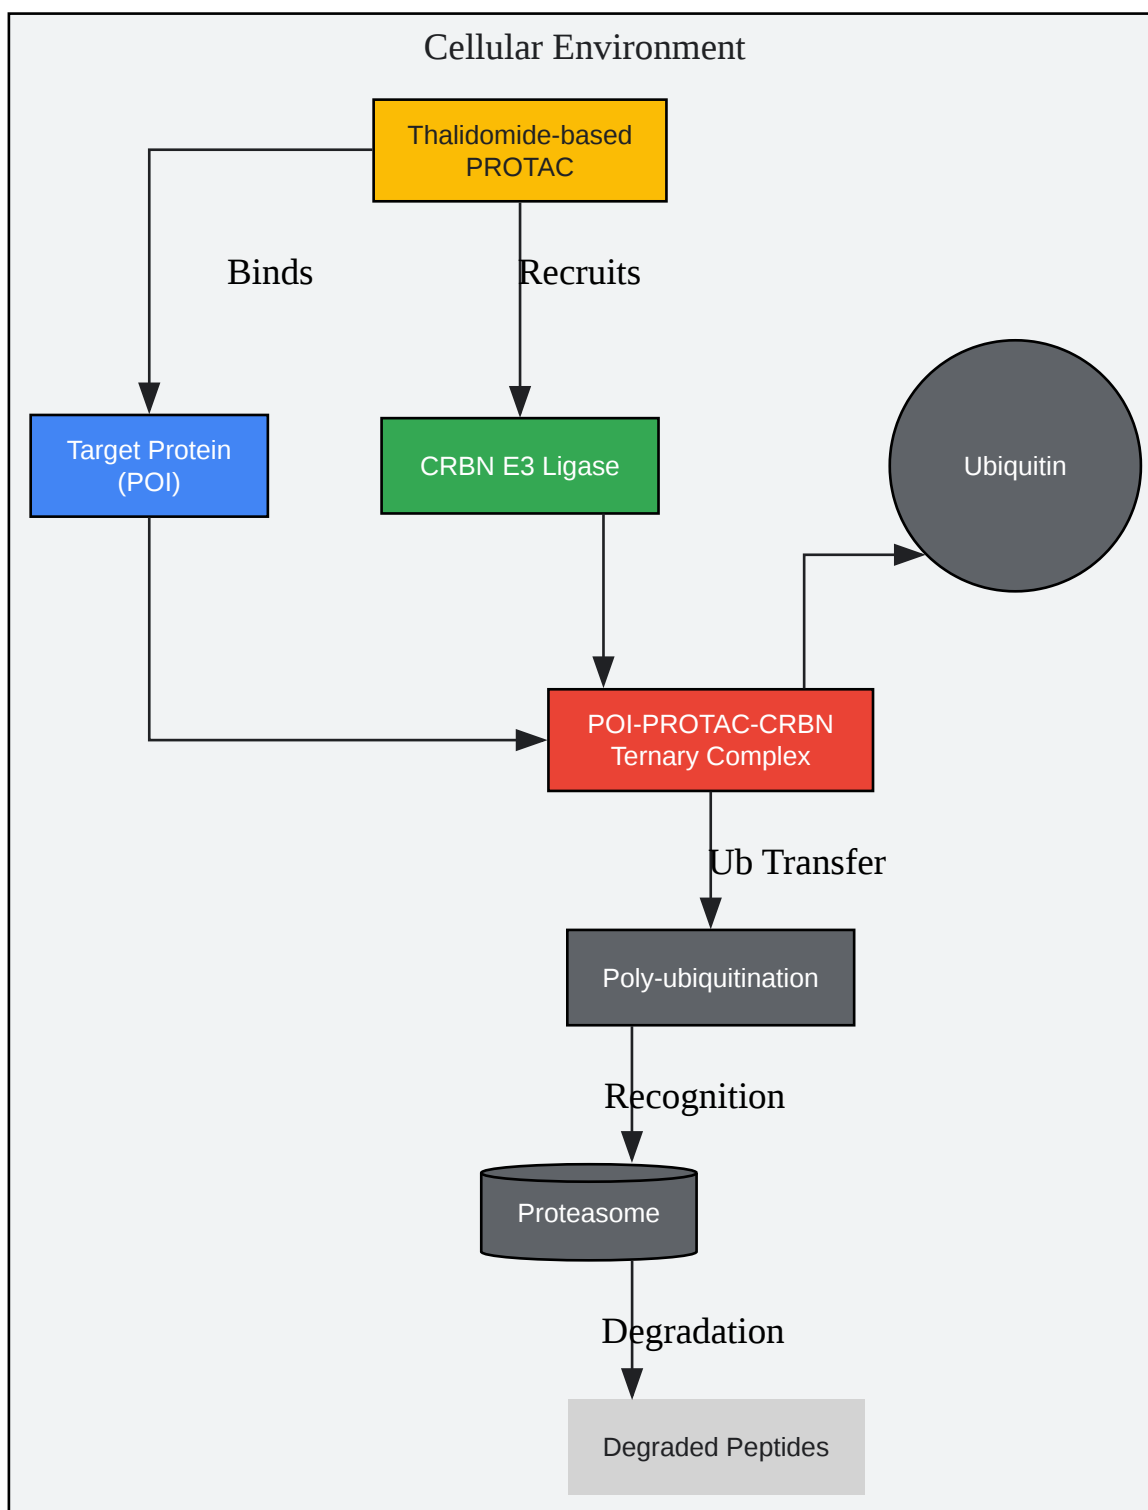 Cellular Environment
Thalidomide-based
PROTAC
Binds
Recruits
Target Protein
(POI)
CRBN E3 Ligase
Ubiquitin
POI-PROTAC-CRBN
Ternary Complex
Ub Transfer
Poly-ubiquitination
Recognition
Proteasome
Degradation
Degraded Peptides